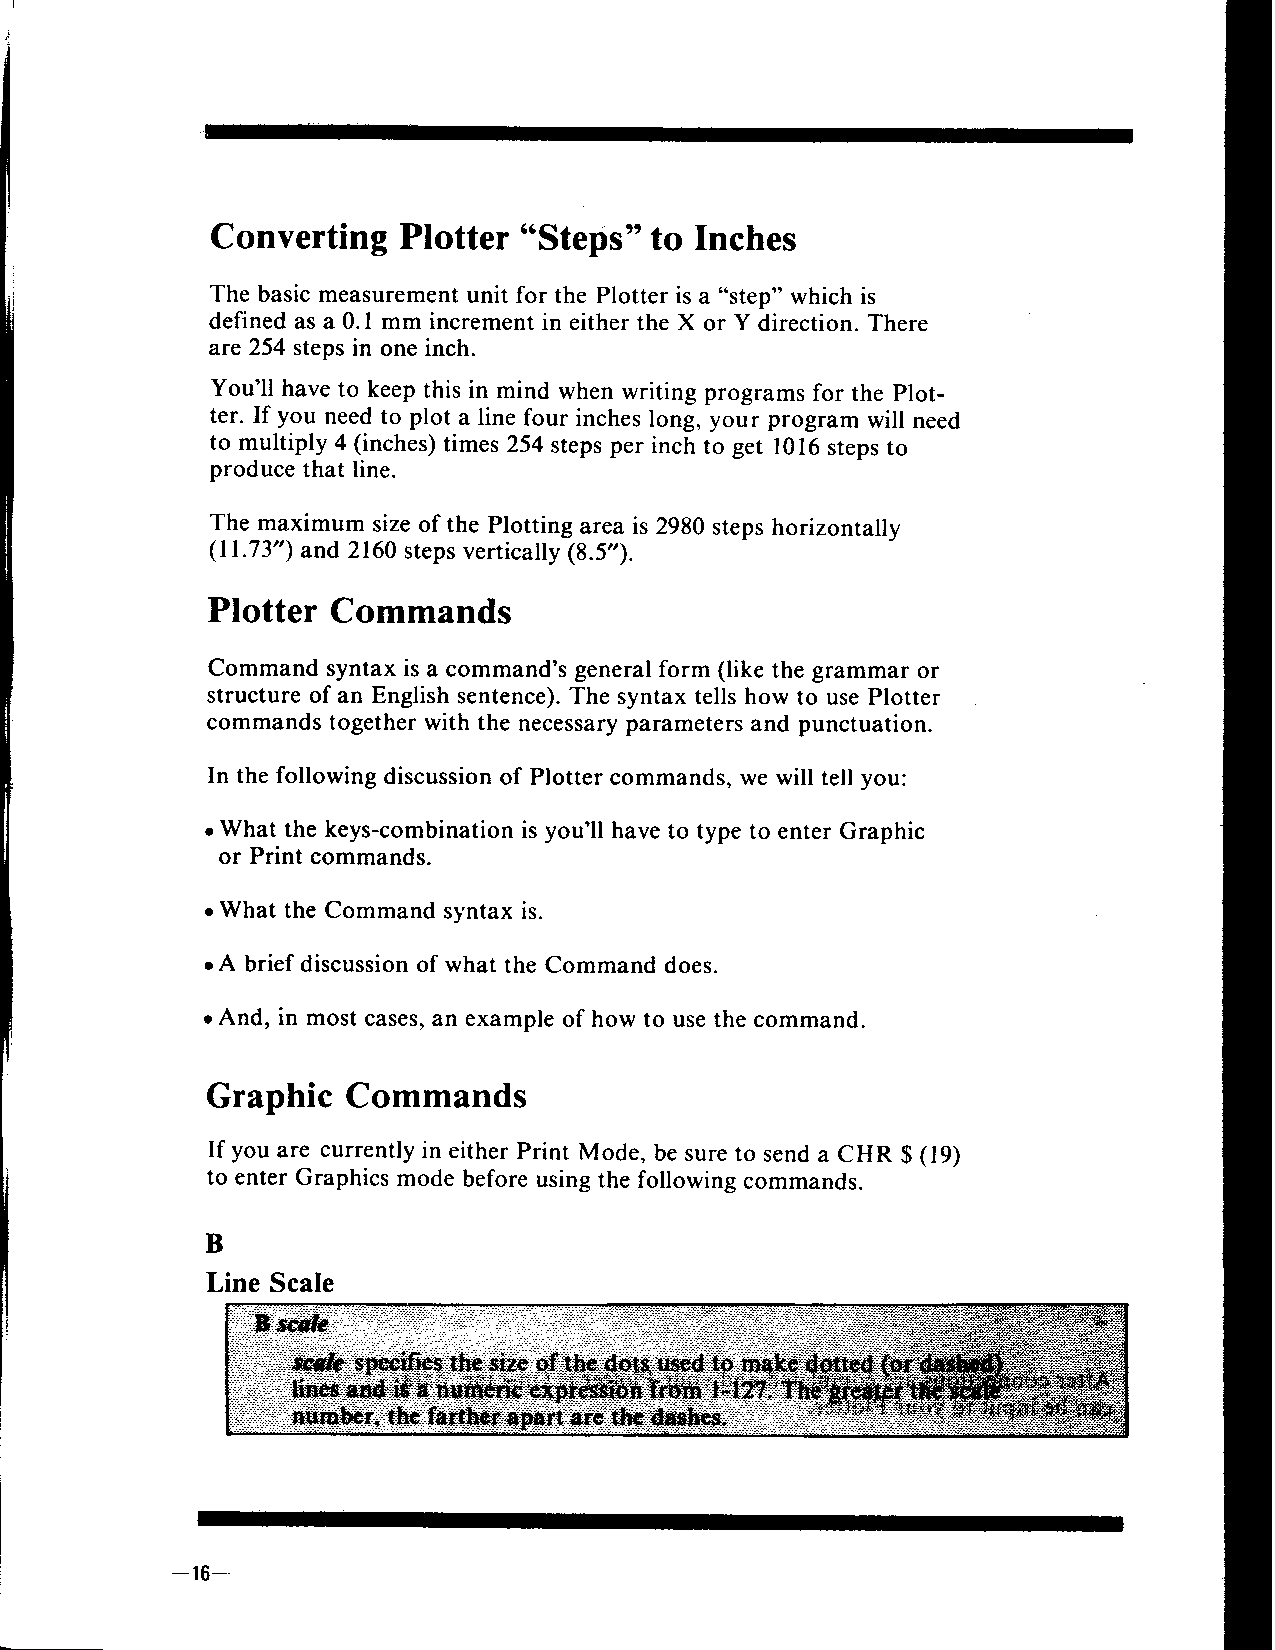 Converting Plotter “Steps” to Inches
The basic measurement unit for the Plotter is a “step” which is
defined as a 0.1 mm increment in either the X or Y direction. There
are 254 steps in one inch.
You'll have to keep this in mind when writing programs for the Plot-
ter. If you need to plot a line four inches long, your program will need
to multiply 4 (inches) times 254 steps per inch to get 1016 steps to
produce that line.
The maximum size of the Plotting area is 2980 steps horizontally
(11.73″) and 2160 steps vertically (8.5″).
Plotter Commands
Command syntax is a command's general form (like the grammar or
structure of an English sentence). The syntax tells how to use Plotter
commands together with the necessary parameters and punctuation.
In the following discussion of Plotter commands, we will tell you:
• What the keys-combination is you'll have to type to enter Graphic
or Print commands.
• What the Command syntax is.
• A brief discussion of what the Command does.
• And, in most cases, an example of how to use the command.
Graphic Commands
If you are currently in either Print Mode, be sure to send a CHR $ (19)
to enter Graphics mode before using the following commands.
B
Line Scale
B scale
scale specifies the size of the dots used to make dotted (or dashed)
lines and if a numeric expression from 1-127. The greater the scale
number, the farther apart are the dashes.
—16—